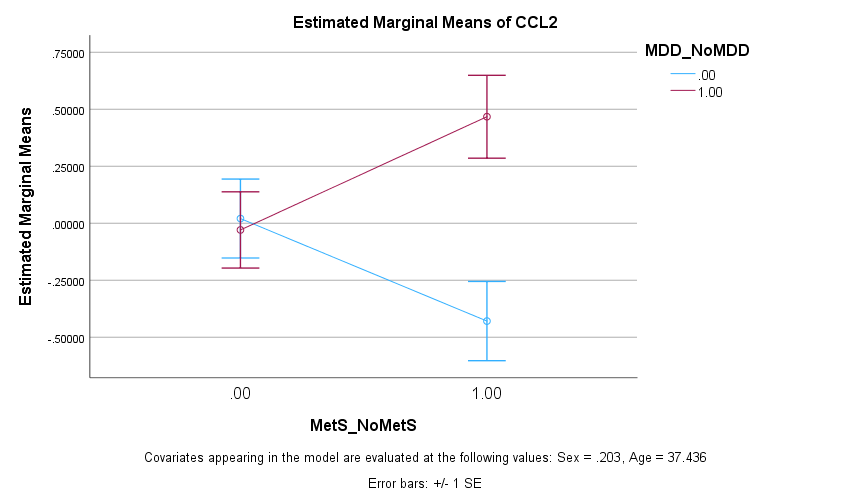 Estimated Marginal Means of CCL2
Estimated Marginal Means
.75000
.50000
.25000
.00000
-.25000
-.50000
.00
1.00
MetS_NoMetS
MDD_NoMDD
.00
1.00
Covariates appearing in the model are evaluated at the following values: Sex = .203, Age = 37.436
Error bars: +/- 1 SE